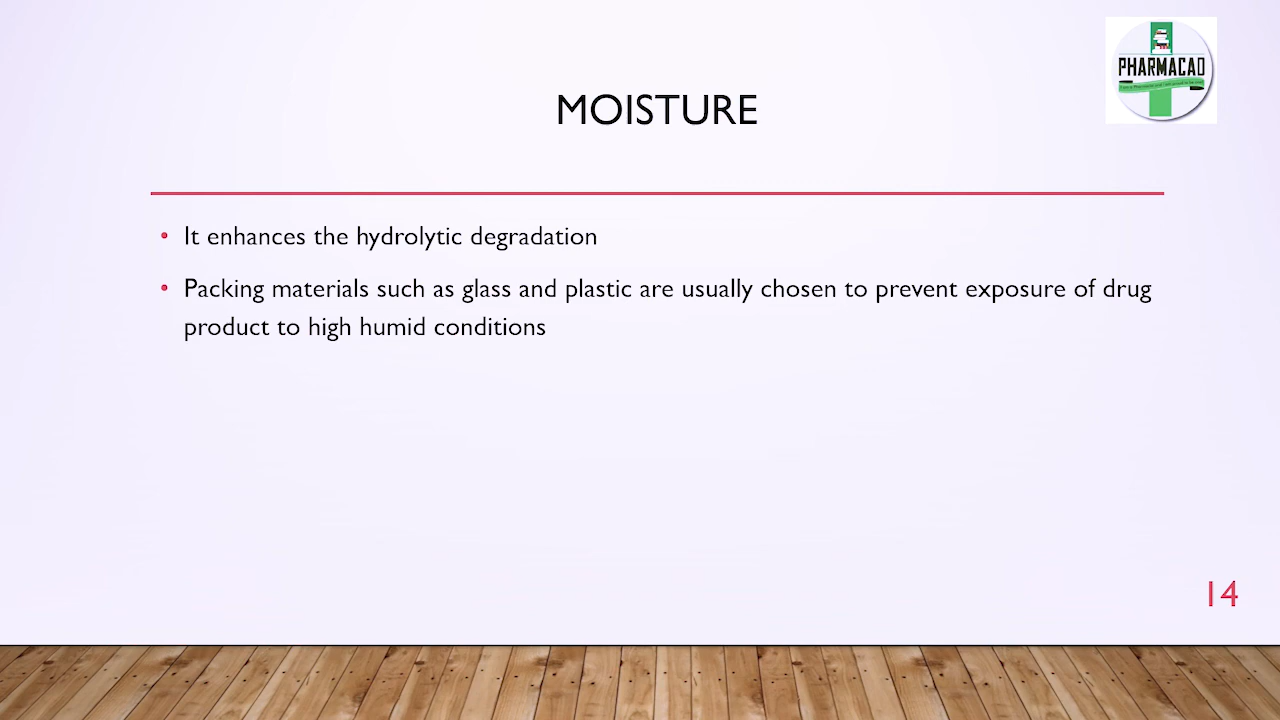 PHARMACAD
MOISTURE
• It enhances the hydrolytic degradation
• Packing materials such as glass and plastic are usually chosen to prevent exposure of drug
product to high humid conditions
14